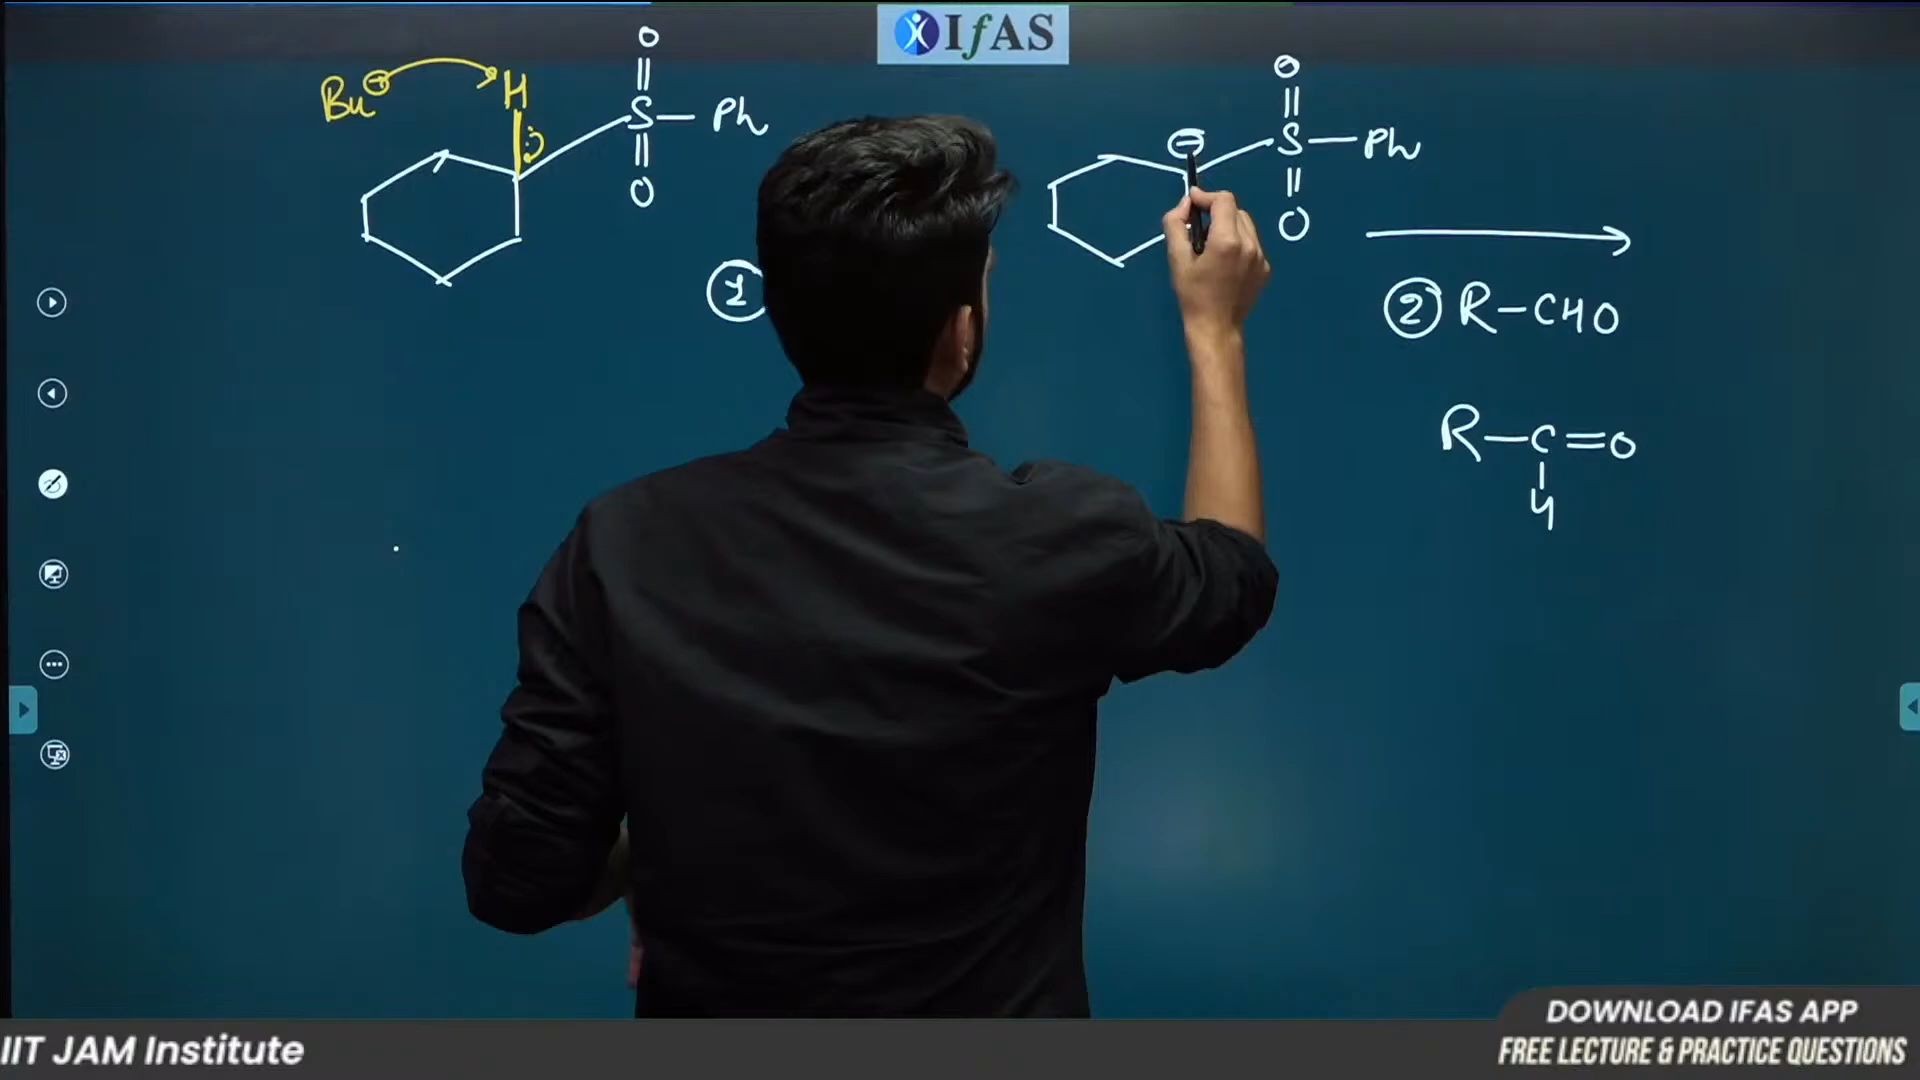 IfAS
O
Bu⊖ H
S — Ph
O
O
⊖
S — Ph
O
①
② R-CHO
R-C=O
H
IIT JAM Institute
DOWNLOAD IFAS APP
FREE LECTURE & PRACTICE QUESTIONS